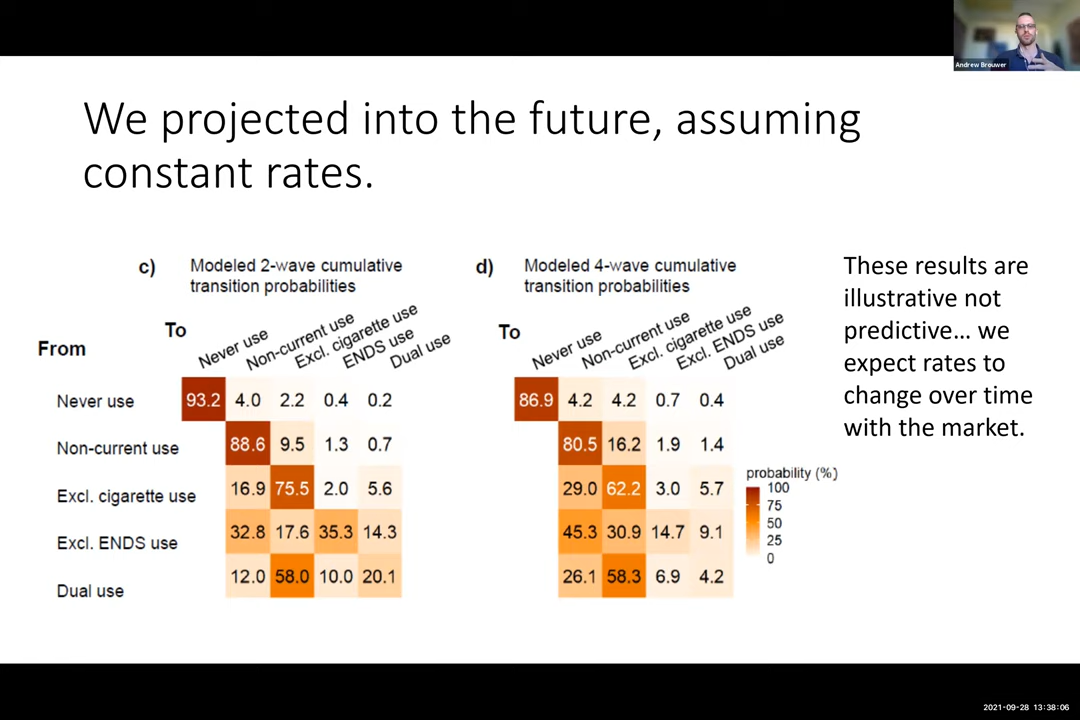 Andrew Brouwer
We projected into the future, assuming
constant rates.
c) Modeled 2-wave cumulative
transition probabilities
To
From
Never use
Non-current use
Excl. cigarette use
ENDS use
Dual use
Never use 93.2 4.0 2.2 0.4 0.2
Non-current use 88.6 9.5 1.3 0.7
Excl. cigarette use 16.9 75.5 2.0 5.6
Excl. ENDS use 32.8 17.6 35.3 14.3
Dual use 12.0 58.0 10.0 20.1
d) Modeled 4-wave cumulative
transition probabilities
To
Never use
Non-current use
Excl. cigarette use
Excl. ENDS use
Dual use
86.9 4.2 4.2 0.7 0.4
80.5 16.2 1.9 1.4
29.0 62.2 3.0 5.7
45.3 30.9 14.7 9.1
26.1 58.3 6.9 4.2
These results are
illustrative not
predictive... we
expect rates to
change over time
with the market.
probability (%)
100
75
50
25
0
2021-09-28 13:38:06